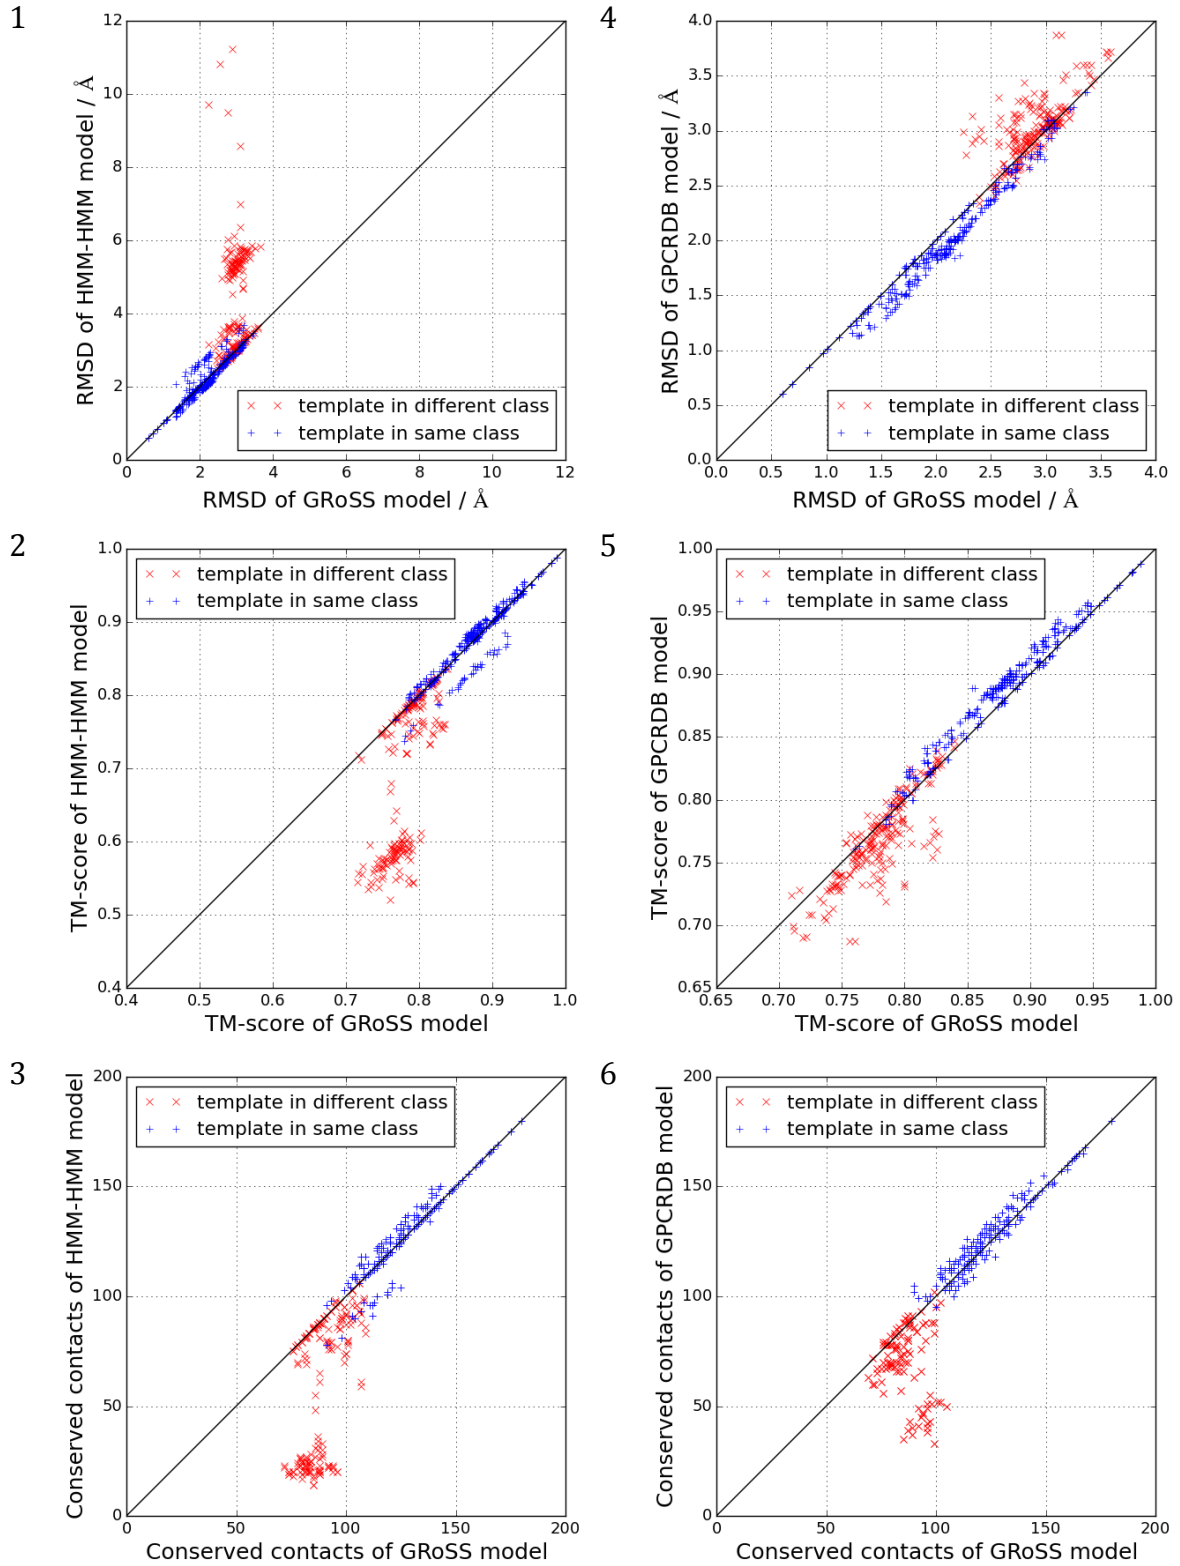 1
12
10
8
6
4
2
0
RMSD of HMM-HMM model / Å
template in different class
template in same class
0 2 4 6 8 10 12
RMSD of GRoSS model / Å
4
4.0
3.5
3.0
2.5
2.0
1.5
1.0
0.5
0.0
RMSD of GPCRDB model / Å
template in different class
template in same class
0.0 0.5 1.0 1.5 2.0 2.5 3.0 3.5 4.0
RMSD of GRoSS model / Å
2
1.0
0.9
0.8
0.7
0.6
0.5
0.4
TM-score of HMM-HMM model
template in different class
template in same class
0.4 0.5 0.6 0.7 0.8 0.9 1.0
TM-score of GRoSS model
5
1.00
0.95
0.90
0.85
0.80
0.75
0.70
0.65
TM-score of GPCRDB model
template in different class
template in same class
0.65 0.70 0.75 0.80 0.85 0.90 0.95 1.00
TM-score of GRoSS model
3
200
150
100
50
0
Conserved contacts of HMM-HMM model
template in different class
template in same class
0 50 100 150 200
Conserved contacts of GRoSS model
6
200
150
100
50
0
Conserved contacts of GPCRDB model
template in different class
template in same class
0 50 100 150 200
Conserved contacts of GRoSS model